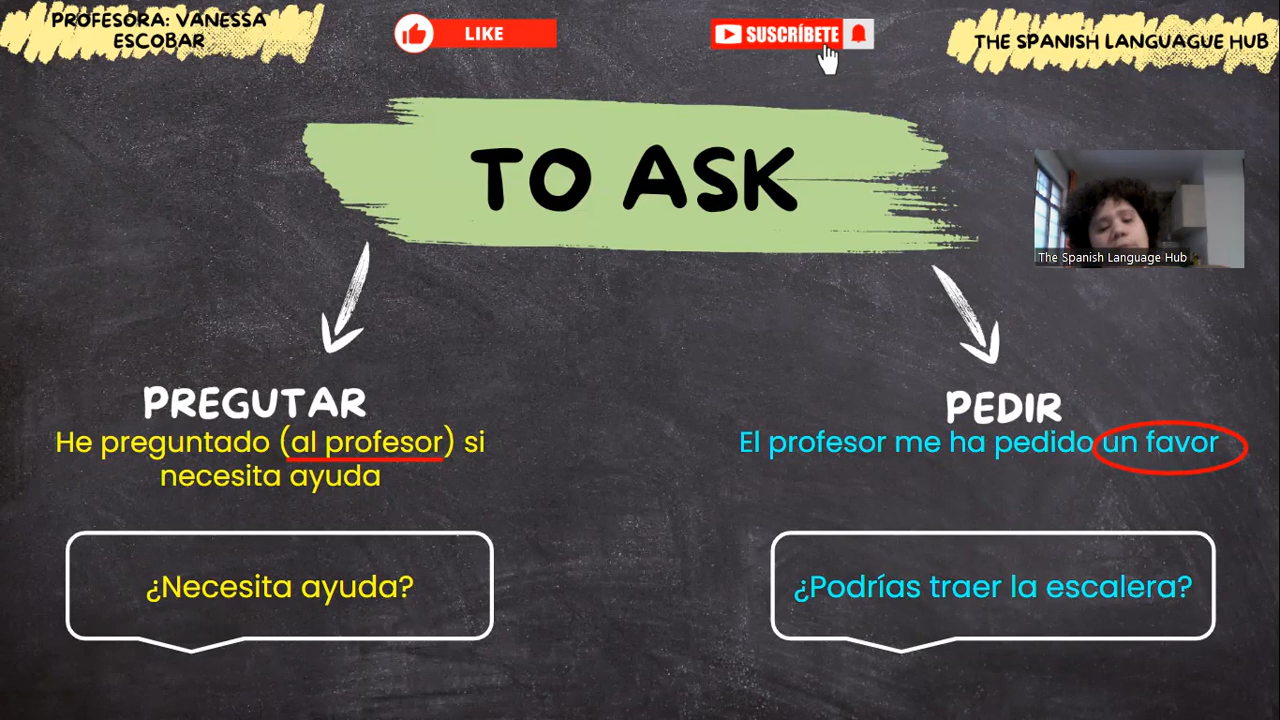 PROFESORA: VANESSA
ESCOBAR
LIKE
SUSCRÍBETE
THE SPANISH LANGUAGUE HUB
TO ASK
The Spanish Language Hub
PREGUTAR
He preguntado (al profesor) si
necesita ayuda
PEDIR
El profesor me ha pedido un favor
¿Necesita ayuda?
¿Podrías traer la escalera?